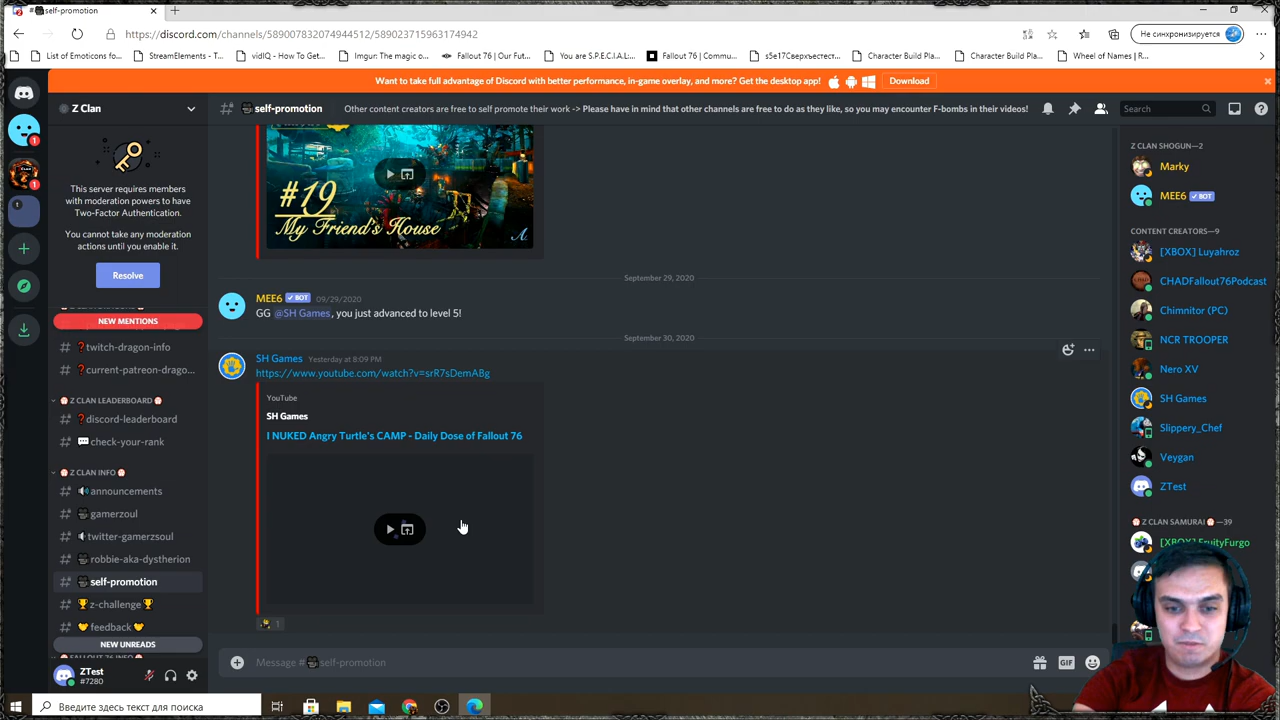 #self-promotion
https://discord.com/channels/589007832074944512/589023715963174942
Не синхронизируется
List of Emoticons fo...
StreamElements - T...
vidIQ - How To Get...
Imgur: The magic o...
Fallout 76 | Our Fut...
You are S.P.E.C.I.A.L:...
Fallout 76 | Commu...
s5e17Сверхъестест...
Character Build Pla...
Character Build Pla...
Wheel of Names | R...
Want to take full advantage of Discord with better performance, in-game overlay, and more? Get the desktop app!
Download
Z Clan
self-promotion
Other content creators are free to self promote their work -> Please have in mind that other channels are free to do as they like, so you may encounter F-bombs in their videos!
Search
This server requires members
with moderation powers to have
Two-Factor Authentication.
You cannot take any moderation
actions until you enable it.
Resolve
NEW MENTIONS
# twitch-dragon-info
# current-patreon-drago...
Z CLAN LEADERBOARD
# discord-leaderboard
# check-your-rank
Z CLAN INFO
# announcements
# gamerzoul
# twitter-gamerzsoul
# robbie-aka-dystherion
# self-promotion
# z-challenge
# feedback
NEW UNREADS
FALLOUT 76 INFO
ZTest
#7280
#19
My Friend's House
September 29, 2020
MEE6 BOT 09/29/2020
GG @SH Games, you just advanced to level 5!
September 30, 2020
SH Games Yesterday at 8:09 PM
https://www.youtube.com/watch?v=srR7sDemABg
YouTube
SH Games
I NUKED Angry Turtle's CAMP - Daily Dose of Fallout 76
1
Message #self-promotion
GIF
Z CLAN SHOGUN—2
Marky
MEE6 BOT
CONTENT CREATORS—9
[XBOX] Luyahroz
CHADFallout76Podcast
Chimnitor (PC)
NCR TROOPER
Nero XV
SH Games
Slippery_Chef
Veygan
ZTest
Z CLAN SAMURAI—39
[XBOX] FruityFurgo
Введите здесь текст для поиска